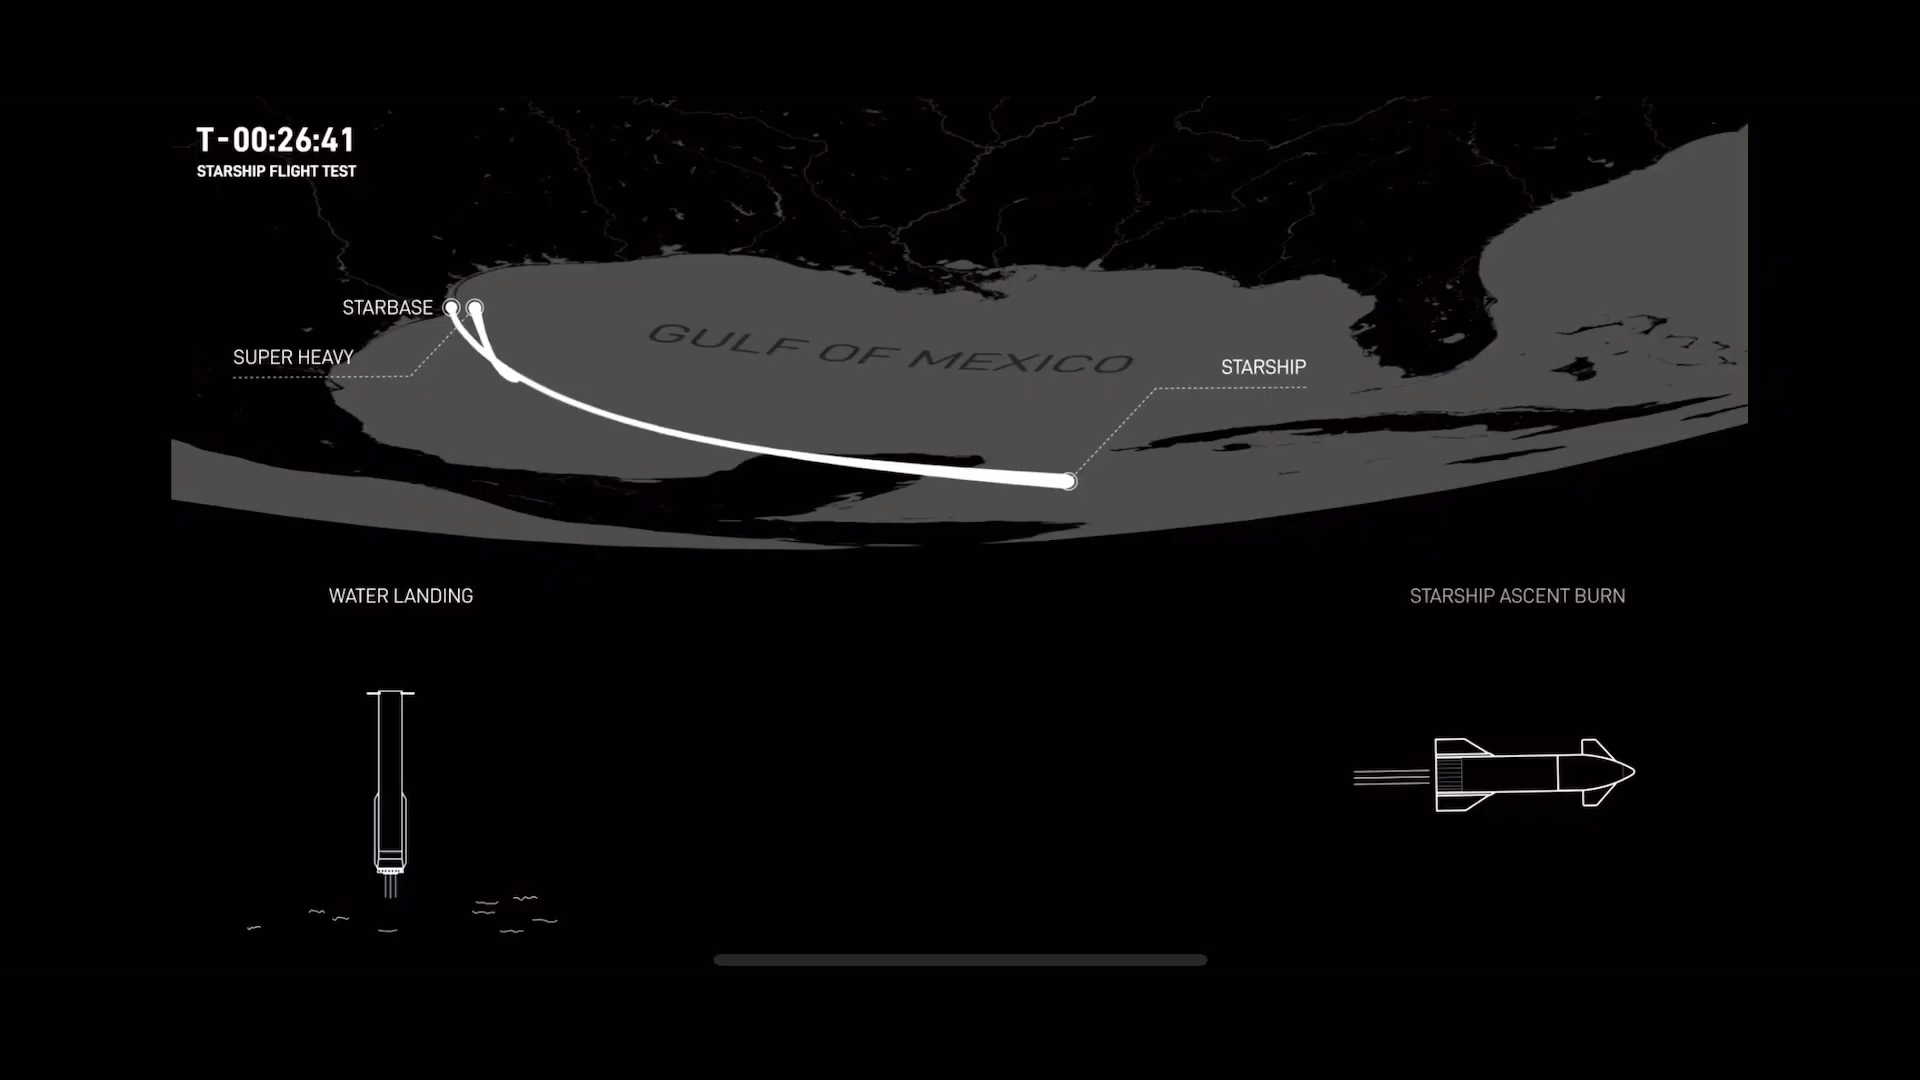 T-00:26:41
STARSHIP FLIGHT TEST
STARBASE
SUPER HEAVY
GULF OF MEXICO
STARSHIP
WATER LANDING
STARSHIP ASCENT BURN